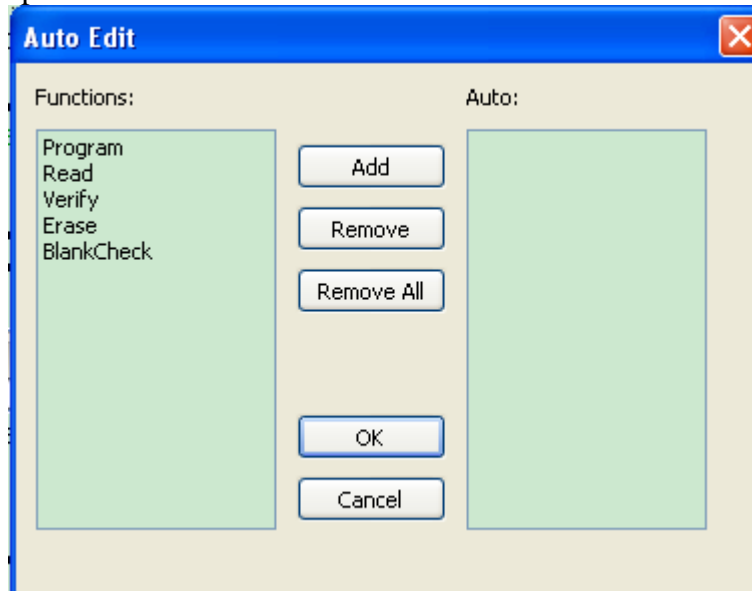 Auto Edit
Functions:
Auto:
Program
Read
Verify
Erase
BlankCheck
Add
Remove
Remove All
OK
Cancel